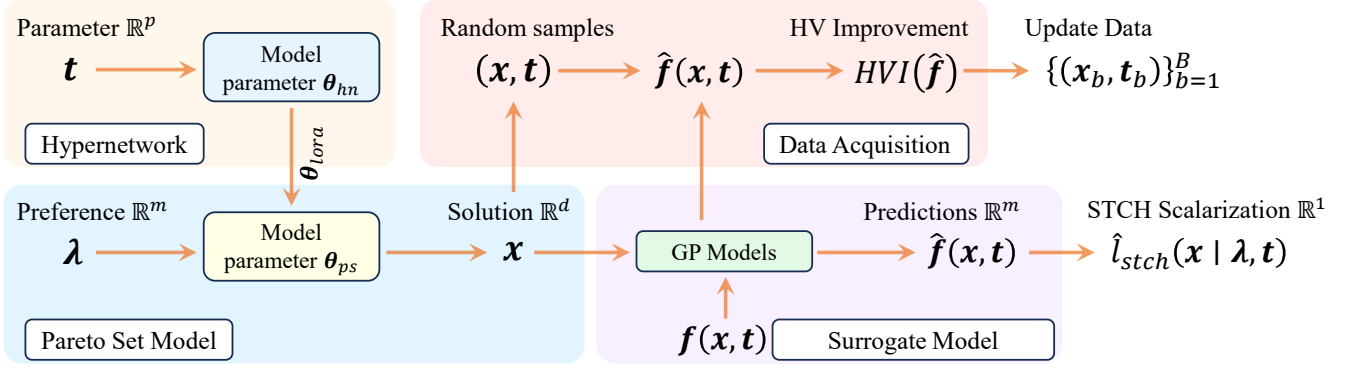 Parameter ℝ^p
t
Model
parameter θ_hn
Hypernetwork
θ_lora
Random samples
(x, t)
f̂(x, t)
HV Improvement
HVI(f̂)
Data Acquisition
Update Data
{(x_b, t_b)}_{b=1}^B
Preference ℝ^m
λ
Model
parameter θ_ps
Solution ℝ^d
x
Pareto Set Model
GP Models
f(x, t)
Predictions ℝ^m
f̂(x, t)
Surrogate Model
STCH Scalarization ℝ^1
l̂_stch(x | λ, t)